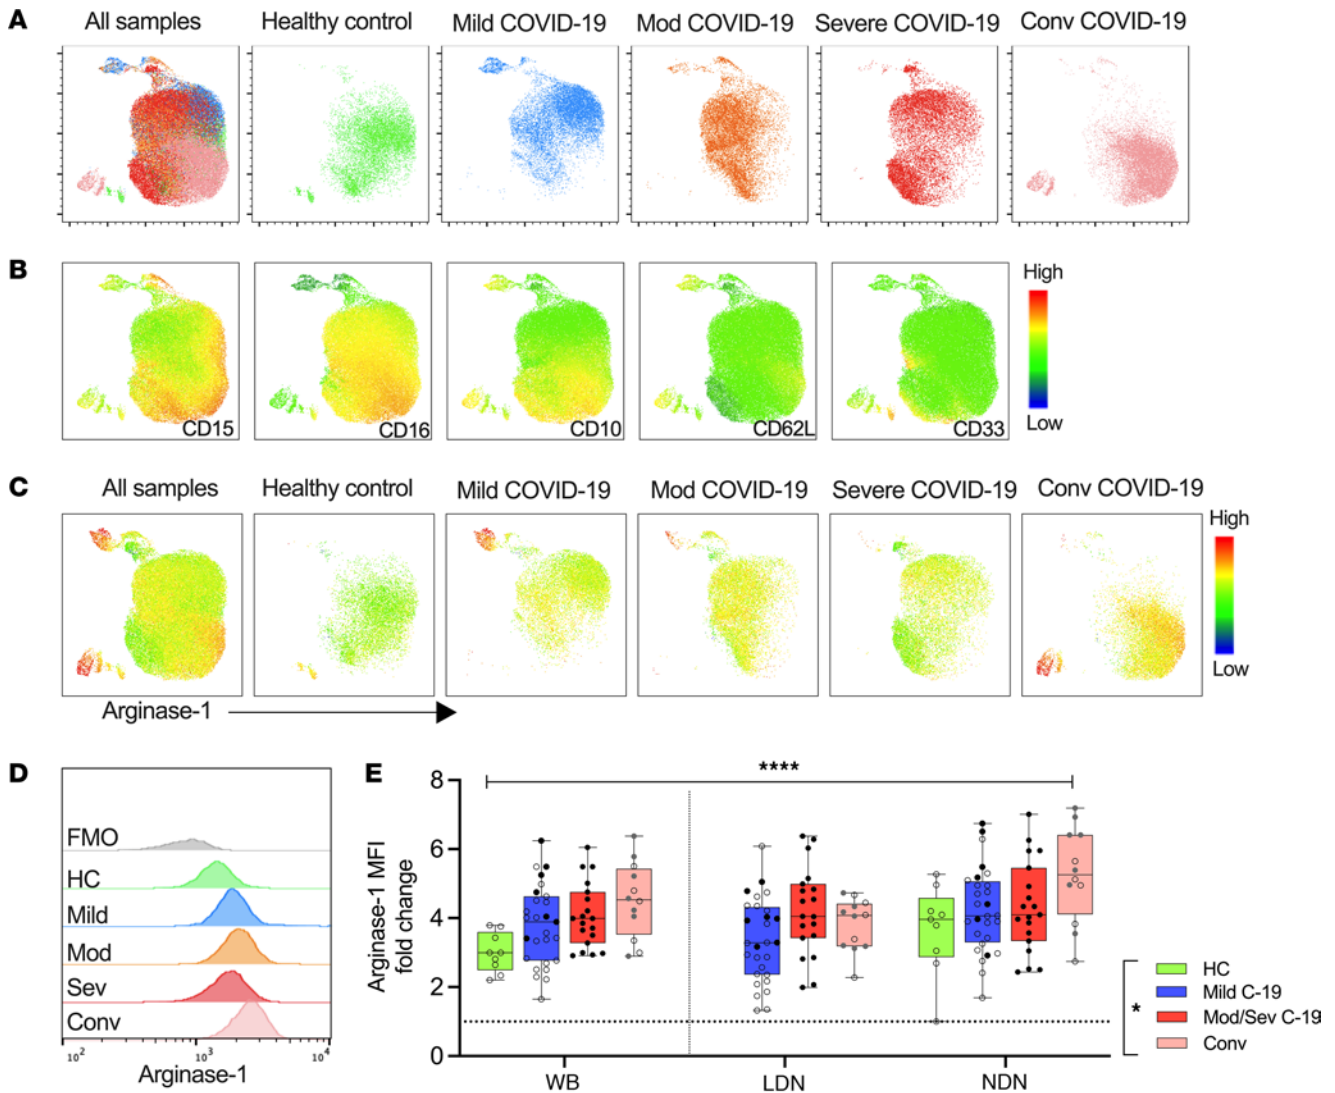 A
All samples
Healthy control
Mild COVID-19
Mod COVID-19
Severe COVID-19
Conv COVID-19
B
CD15
CD16
CD10
CD62L
CD33
High
Low
C
All samples
Healthy control
Mild COVID-19
Mod COVID-19
Severe COVID-19
Conv COVID-19
High
Low
Arginase-1
D
FMO
HC
Mild
Mod
Sev
Conv
10² 10³ 10⁴
Arginase-1
E
Arginase-1 MFI
fold change
8
6
4
2
0
****
WB
LDN
NDN
*
HC
Mild C-19
Mod/Sev C-19
Conv